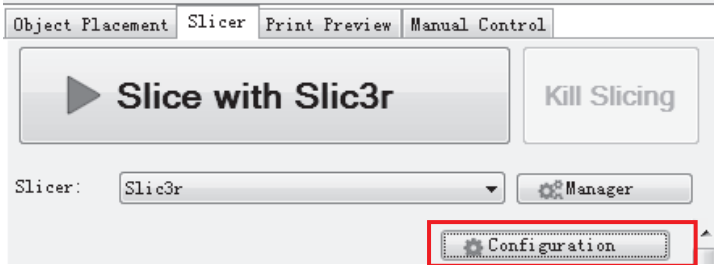 Object Placement Slicer Print Preview Manual Control
Slice with Slic3r Kill Slicing
Slicer: Slic3r Manager
Configuration